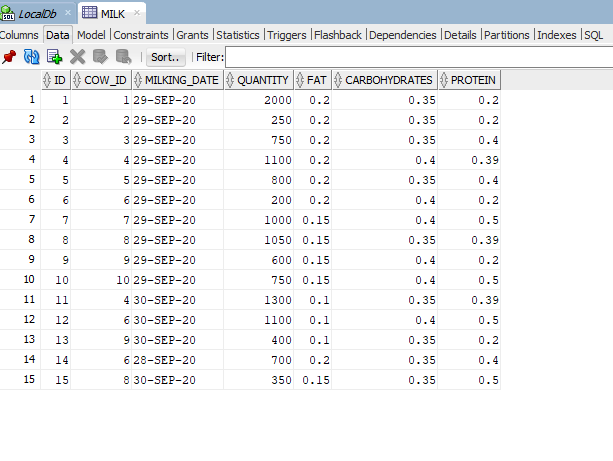 SQL LocalDb × MILK ×
Columns Data Model Constraints Grants Statistics Triggers Flashback Dependencies Details Partitions Indexes SQL
Sort.. Filter:
ID COW_ID MILKING_DATE QUANTITY FAT CARBOHYDRATES PROTEIN
1 1 1 29-SEP-20 2000 0.2 0.35 0.2
2 2 2 29-SEP-20 250 0.2 0.35 0.2
3 3 3 29-SEP-20 750 0.2 0.35 0.4
4 4 4 29-SEP-20 1100 0.2 0.4 0.39
5 5 5 29-SEP-20 800 0.2 0.35 0.4
6 6 6 29-SEP-20 200 0.2 0.4 0.2
7 7 7 29-SEP-20 1000 0.15 0.4 0.5
8 8 8 29-SEP-20 1050 0.15 0.35 0.39
9 9 9 29-SEP-20 600 0.15 0.4 0.2
10 10 10 29-SEP-20 750 0.15 0.4 0.5
11 11 4 30-SEP-20 1300 0.1 0.35 0.39
12 12 6 30-SEP-20 1100 0.1 0.4 0.5
13 13 9 30-SEP-20 400 0.1 0.35 0.2
14 14 6 28-SEP-20 700 0.2 0.35 0.4
15 15 8 30-SEP-20 350 0.15 0.35 0.5